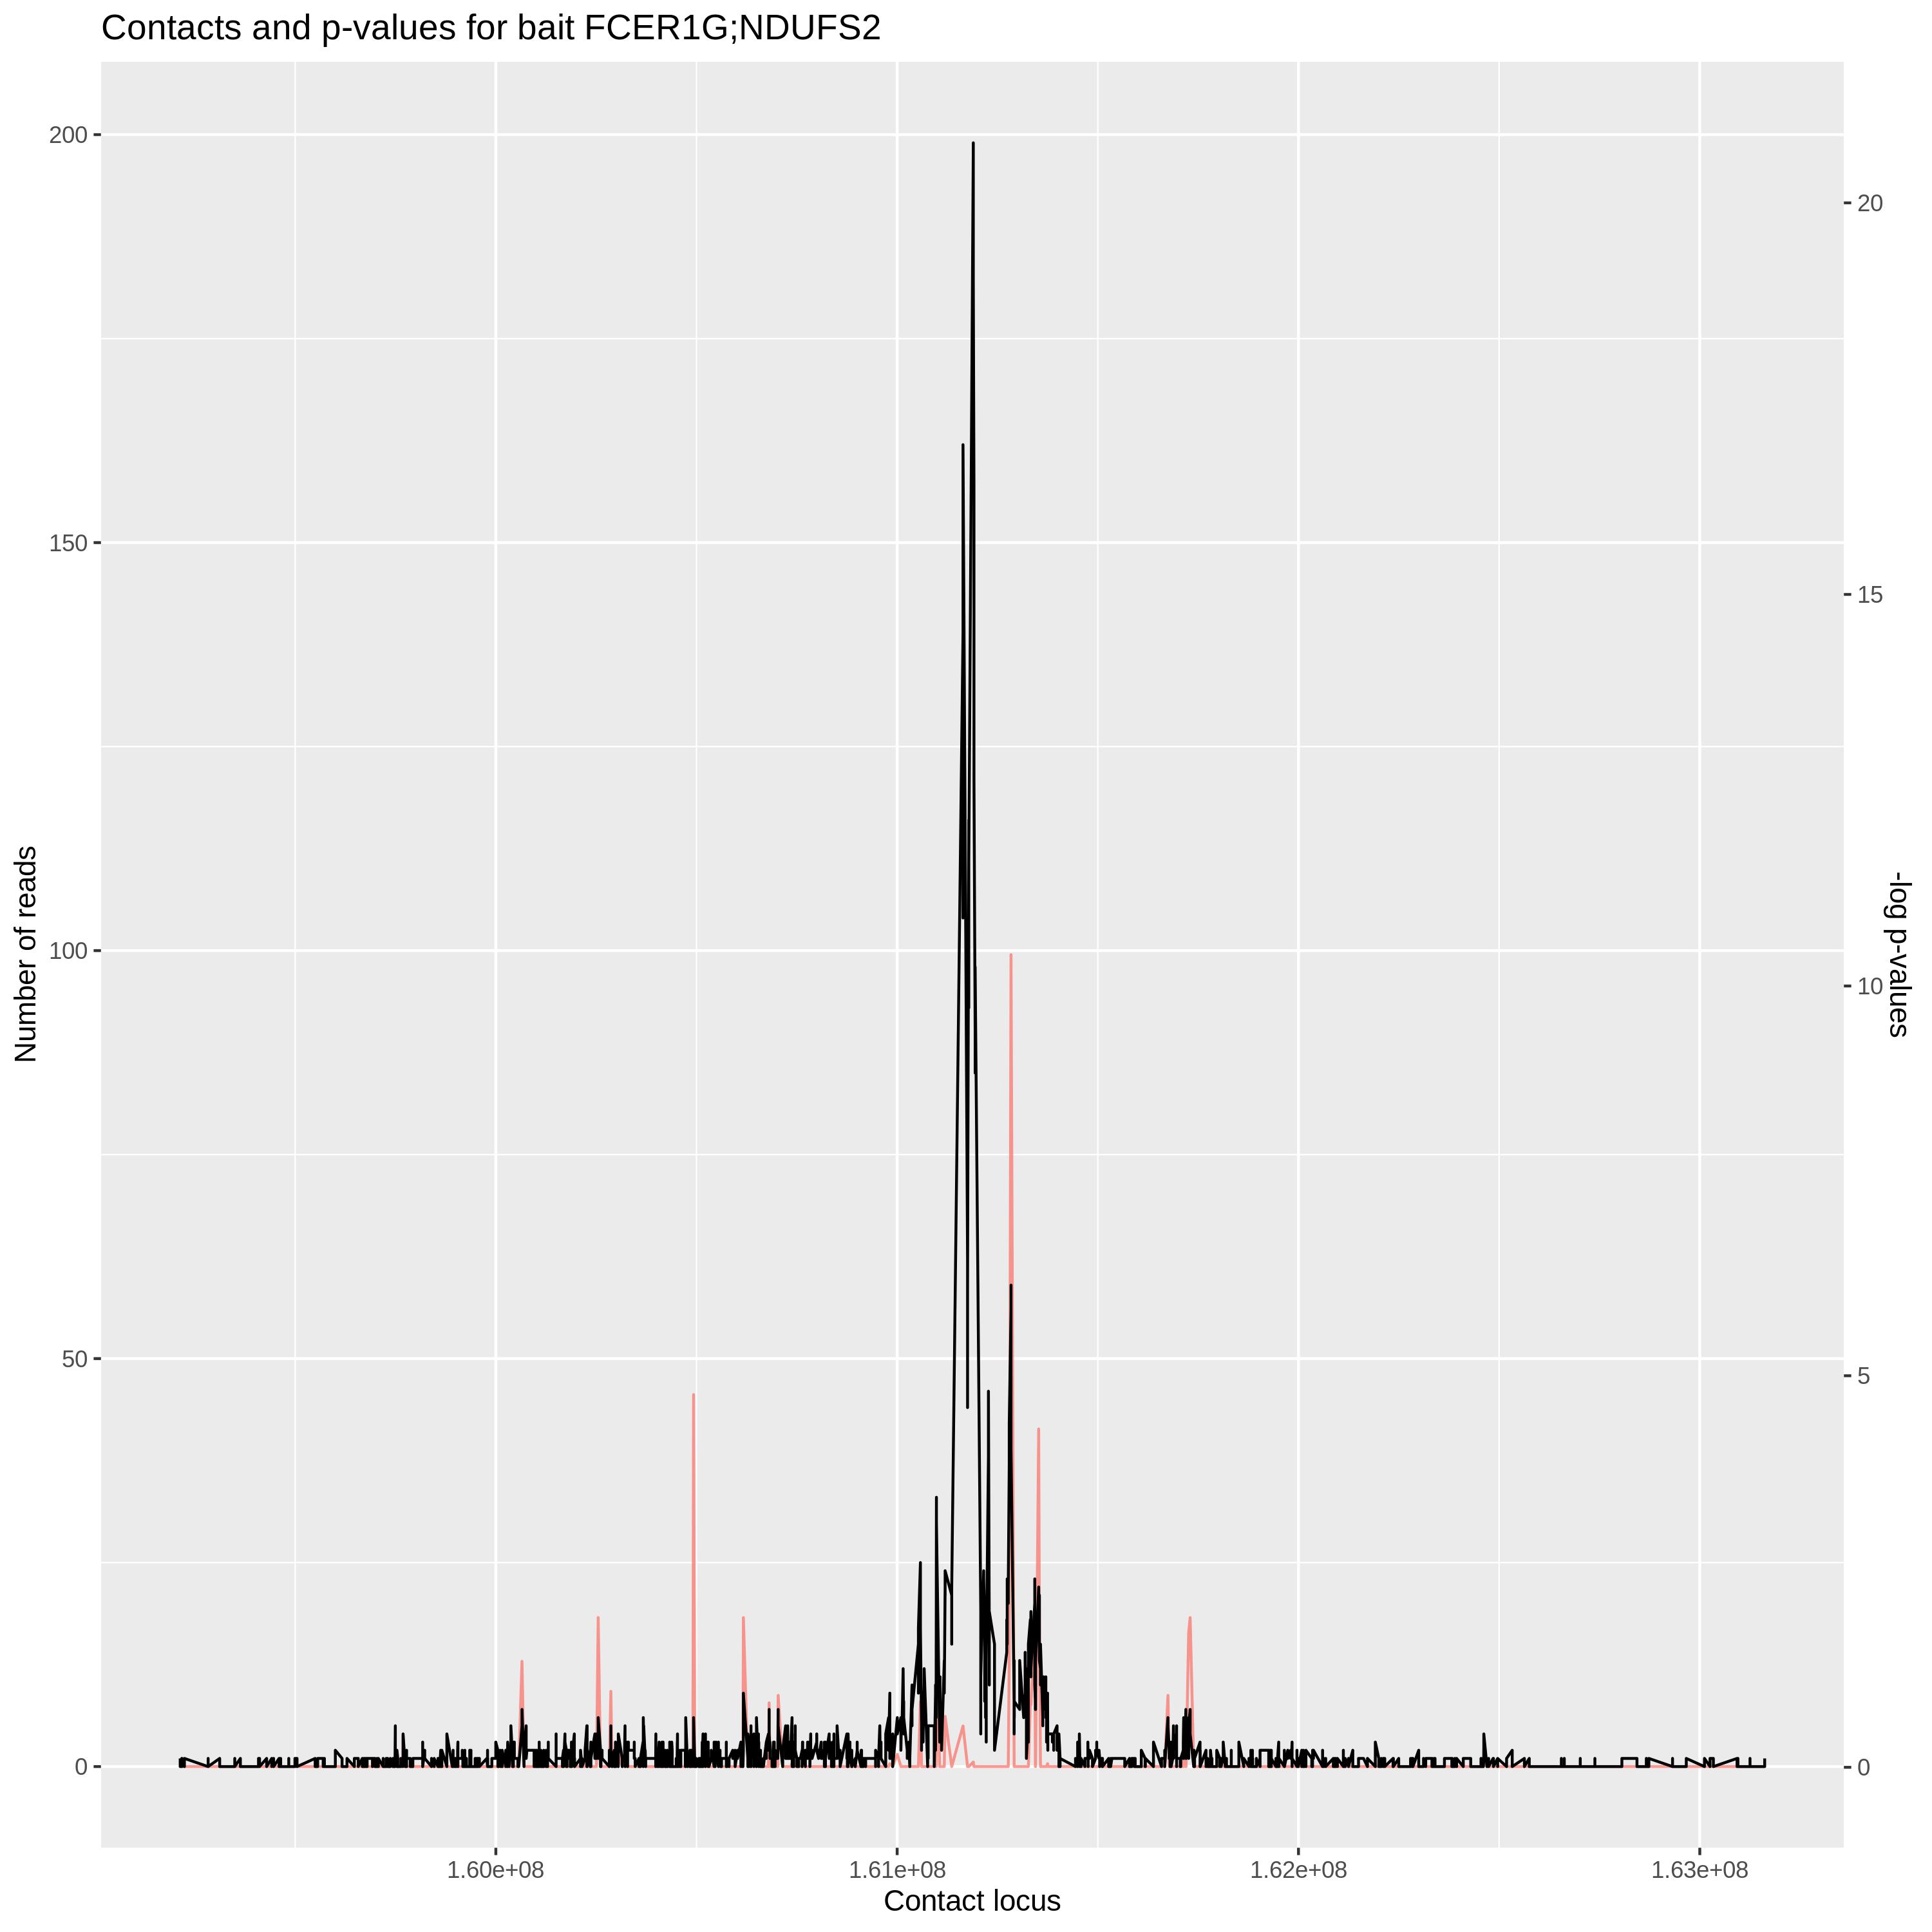 Contacts and p-values for bait FCER1G;NDUFS2
200
150
100
50
0
Number of reads
20
15
10
5
0
-log p-values
1.60e+08
1.61e+08
1.62e+08
1.63e+08
Contact locus